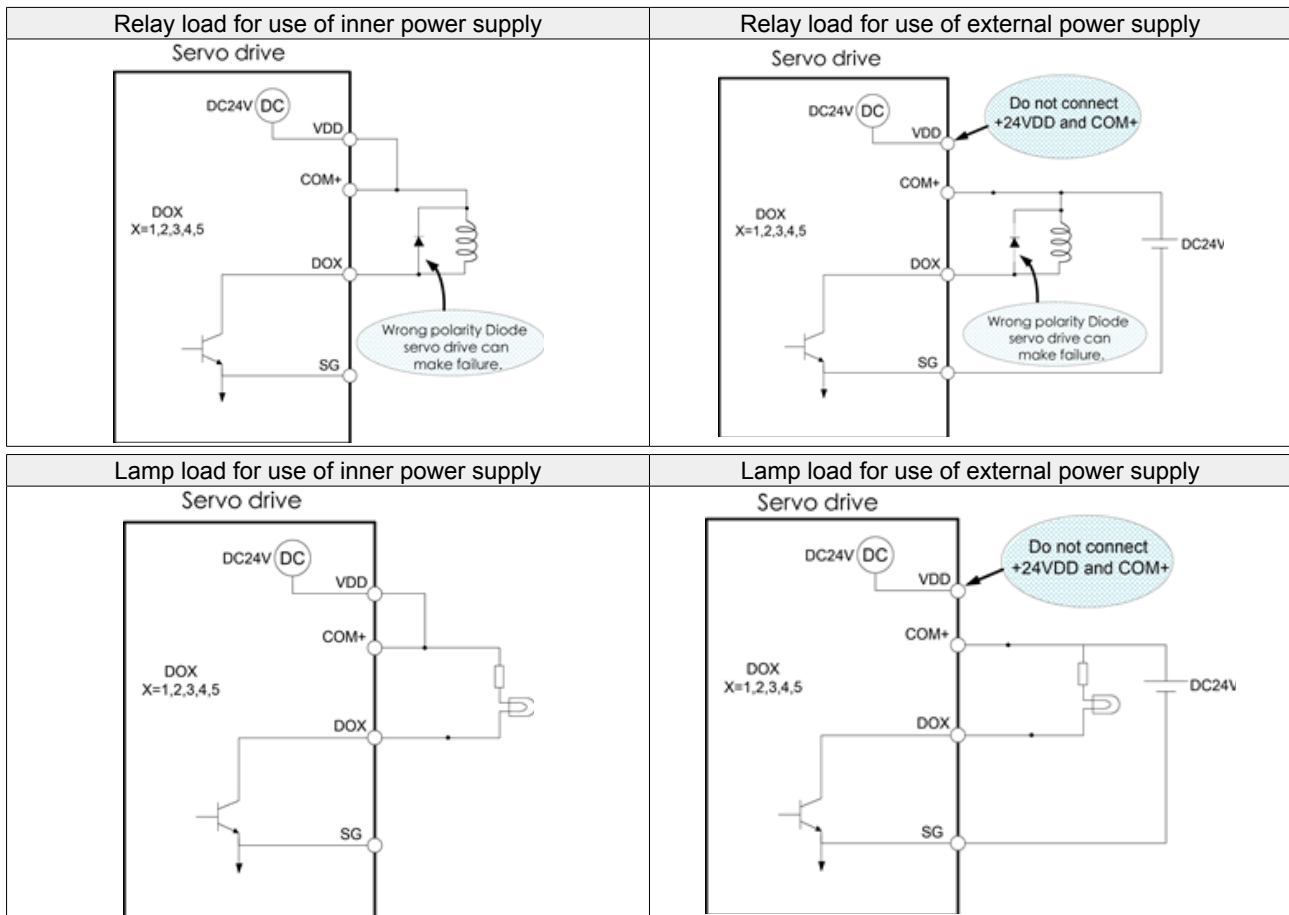 Relay load for use of inner power supply
Servo drive
DC24V
DC
VDD
COM+
DOX
X=1,2,3,4,5
DOX
Wrong polarity Diode
servo drive can
make failure.
SG
Relay load for use of external power supply
Servo drive
DC24V
DC
Do not connect
+24VDD and COM+
VDD
COM+
DOX
X=1,2,3,4,5
DC24V
DOX
Wrong polarity Diode
servo drive can
make failure.
SG
Lamp load for use of inner power supply
Servo drive
DC24V
DC
VDD
COM+
DOX
X=1,2,3,4,5
DOX
SG
Lamp load for use of external power supply
Servo drive
DC24V
DC
Do not connect
+24VDD and COM+
VDD
COM+
DOX
X=1,2,3,4,5
DC24V
DOX
SG